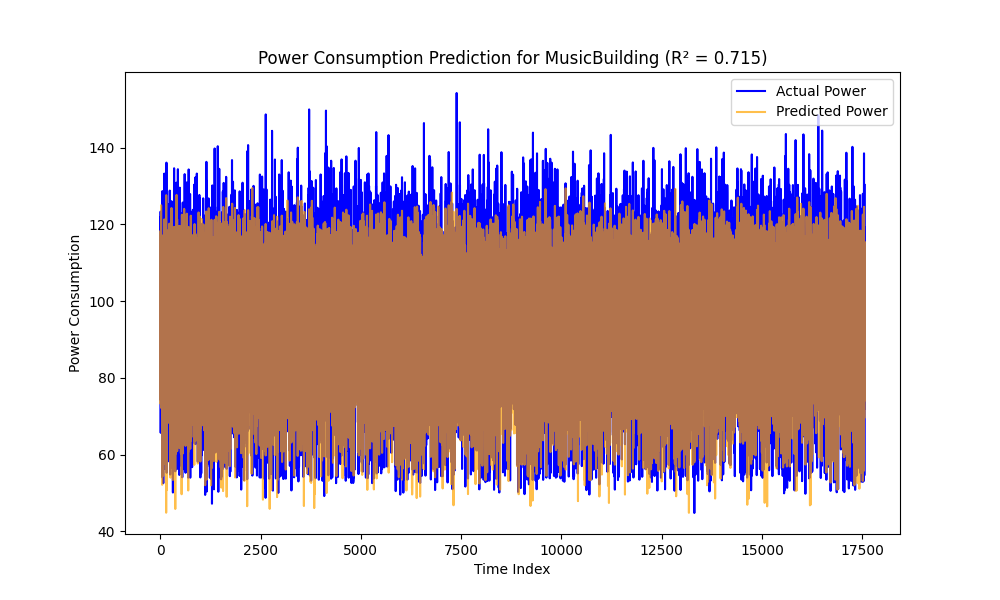 Power Consumption Prediction for MusicBuilding (R² = 0.715)
Actual Power
Predicted Power
Power Consumption
140
120
100
80
60
40
0 2500 5000 7500 10000 12500 15000 17500
Time Index